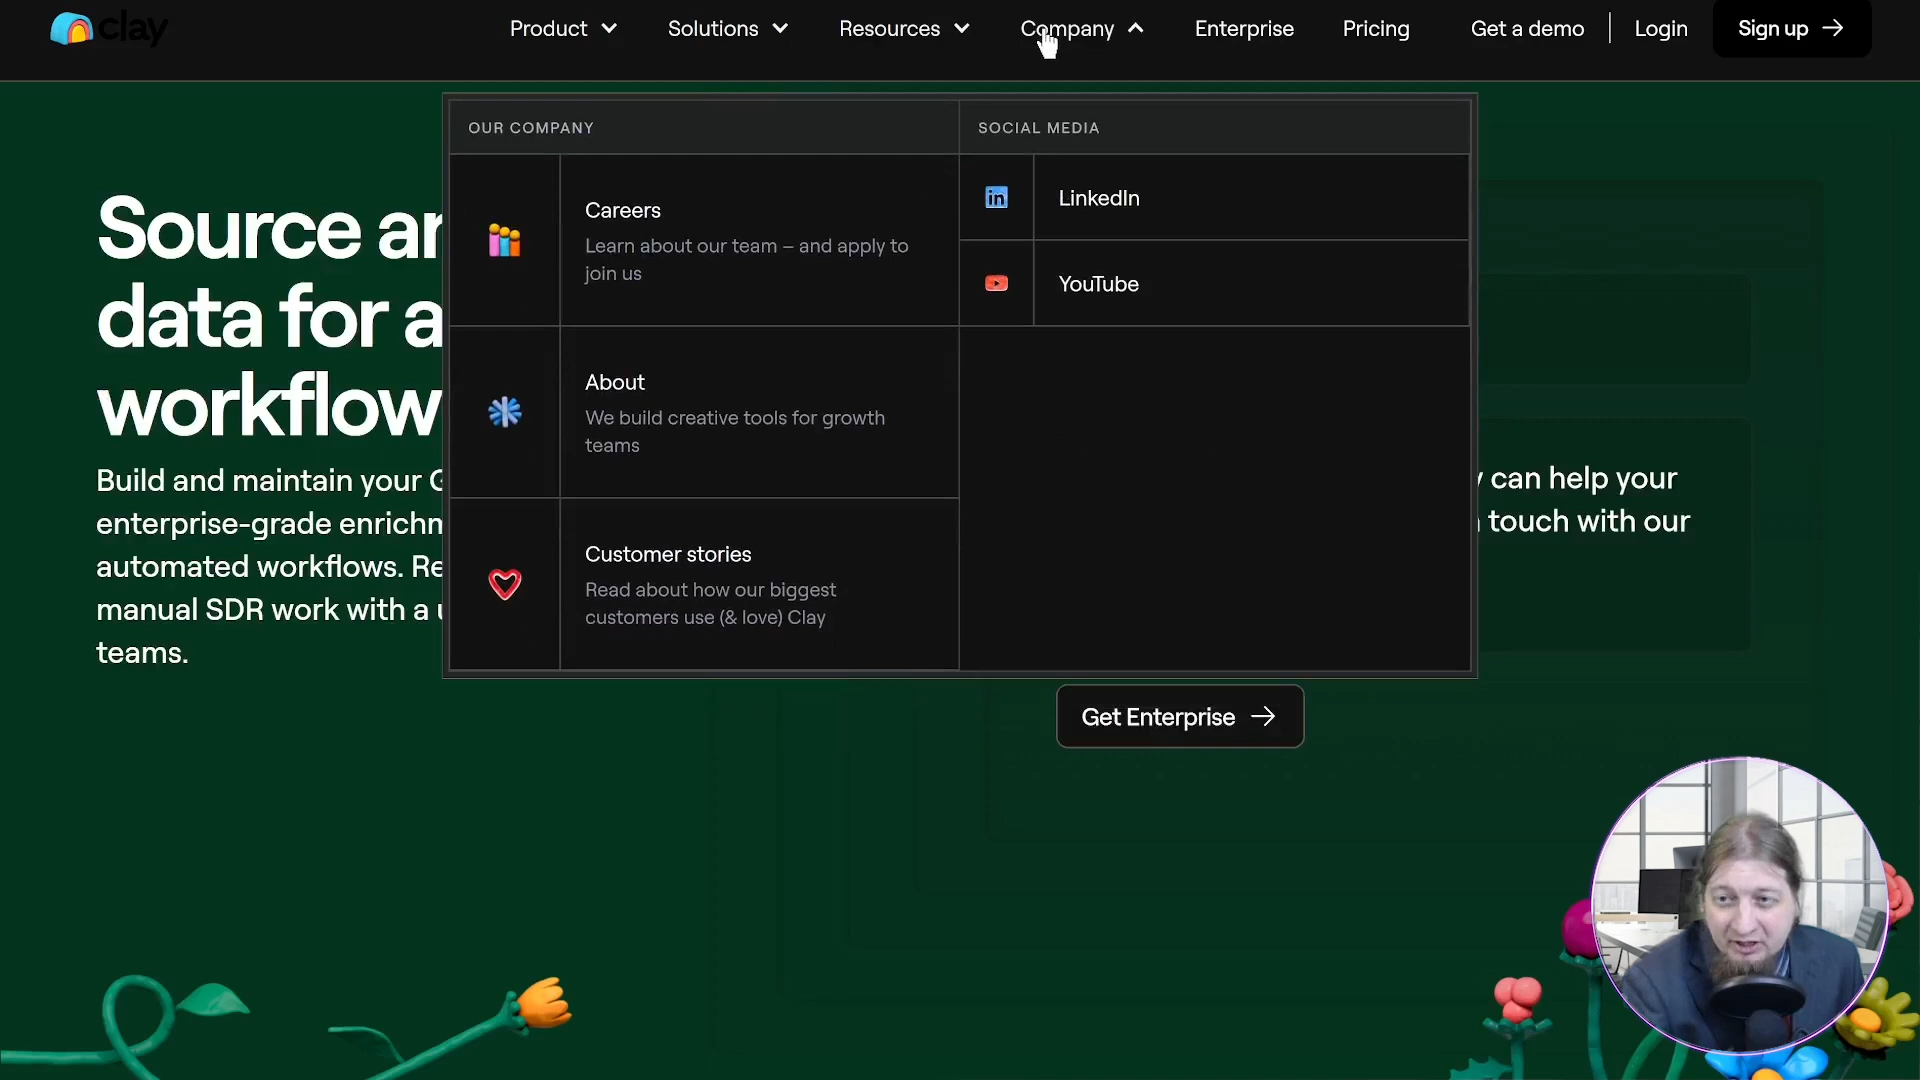 clay
Product
Solutions
Resources
Company
Enterprise
Pricing
Get a demo
Login
Sign up
OUR COMPANY
Careers
Learn about our team – and apply to
join us
About
We build creative tools for growth
teams
Customer stories
Read about how our biggest
customers use (& love) Clay
SOCIAL MEDIA
in LinkedIn
YouTube
Source
data for
workflow
Build and maintain your
enterprise-grade
automated workflows.
manual SDR work with a
teams.
can help your
touch with our
Get Enterprise